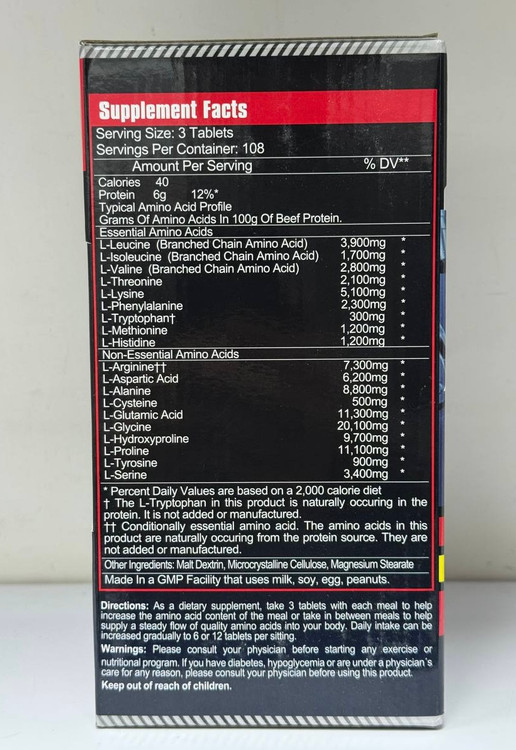 Supplement Facts
Serving Size: 3 Tablets
Servings Per Container: 108
Amount Per Serving % DV**
Calories 40
Protein 6g 12%*
Typical Amino Acid Profile
Grams Of Amino Acids In 100g Of Beef Protein.
Essential Amino Acids
L-Leucine (Branched Chain Amino Acid) 3,900mg *
L-Isoleucine (Branched Chain Amino Acid) 1,700mg *
L-Valine (Branched Chain Amino Acid) 2,800mg *
L-Threonine 2,100mg *
L-Lysine 5,100mg *
L-Phenylalanine 2,300mg *
L-Tryptophan† 300mg *
L-Methionine 1,200mg *
L-Histidine 1,200mg *
Non-Essential Amino Acids
L-Arginine†† 7,300mg *
L-Aspartic Acid 6,200mg *
L-Alanine 8,800mg *
L-Cysteine 500mg *
L-Glutamic Acid 11,300mg *
L-Glycine 20,100mg *
L-Hydroxyproline 9,700mg *
L-Proline 11,100mg *
L-Tyrosine 900mg *
L-Serine 3,400mg *
* Percent Daily Values are based on a 2,000 calorie diet
† The L-Tryptophan in this product is naturally occuring in the
protein. It is not added or manufactured.
†† Conditionally essential amino acid. The amino acids in this
product are naturally occuring from the protein source. They are
not added or manufactured.
Other Ingredients: Malt Dextrin, Microcrystalline Cellulose, Magnesium Stearate
Made In a GMP Facility that uses milk, soy, egg, peanuts.
Directions: As a dietary supplement, take 3 tablets with each meal to help
increase the amino acid content of the meal or take in between meals to help
supply a steady flow of quality amino acids into your body. Daily intake can be
increased gradually to 6 or 12 tablets per sitting.
Warnings: Please consult your physician before starting any exercise or
nutritional program. If you have diabetes, hypoglycemia or are under a physician`s
care for any reason, please consult your physician before using this product.
Keep out of reach of children.